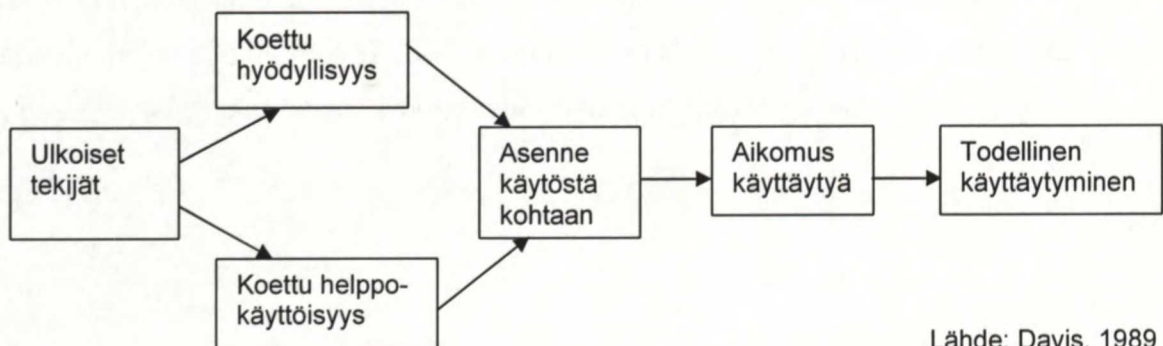 Koettu
hyödyllisyys
Ulkoiset
tekijät
Asenne
käytöstä
kohtaan
Aikomus
käyttäytyä
Todellinen
käyttäytyminen
Koettu helppo-
käyttöisyys
Lähde: Davis, 1989